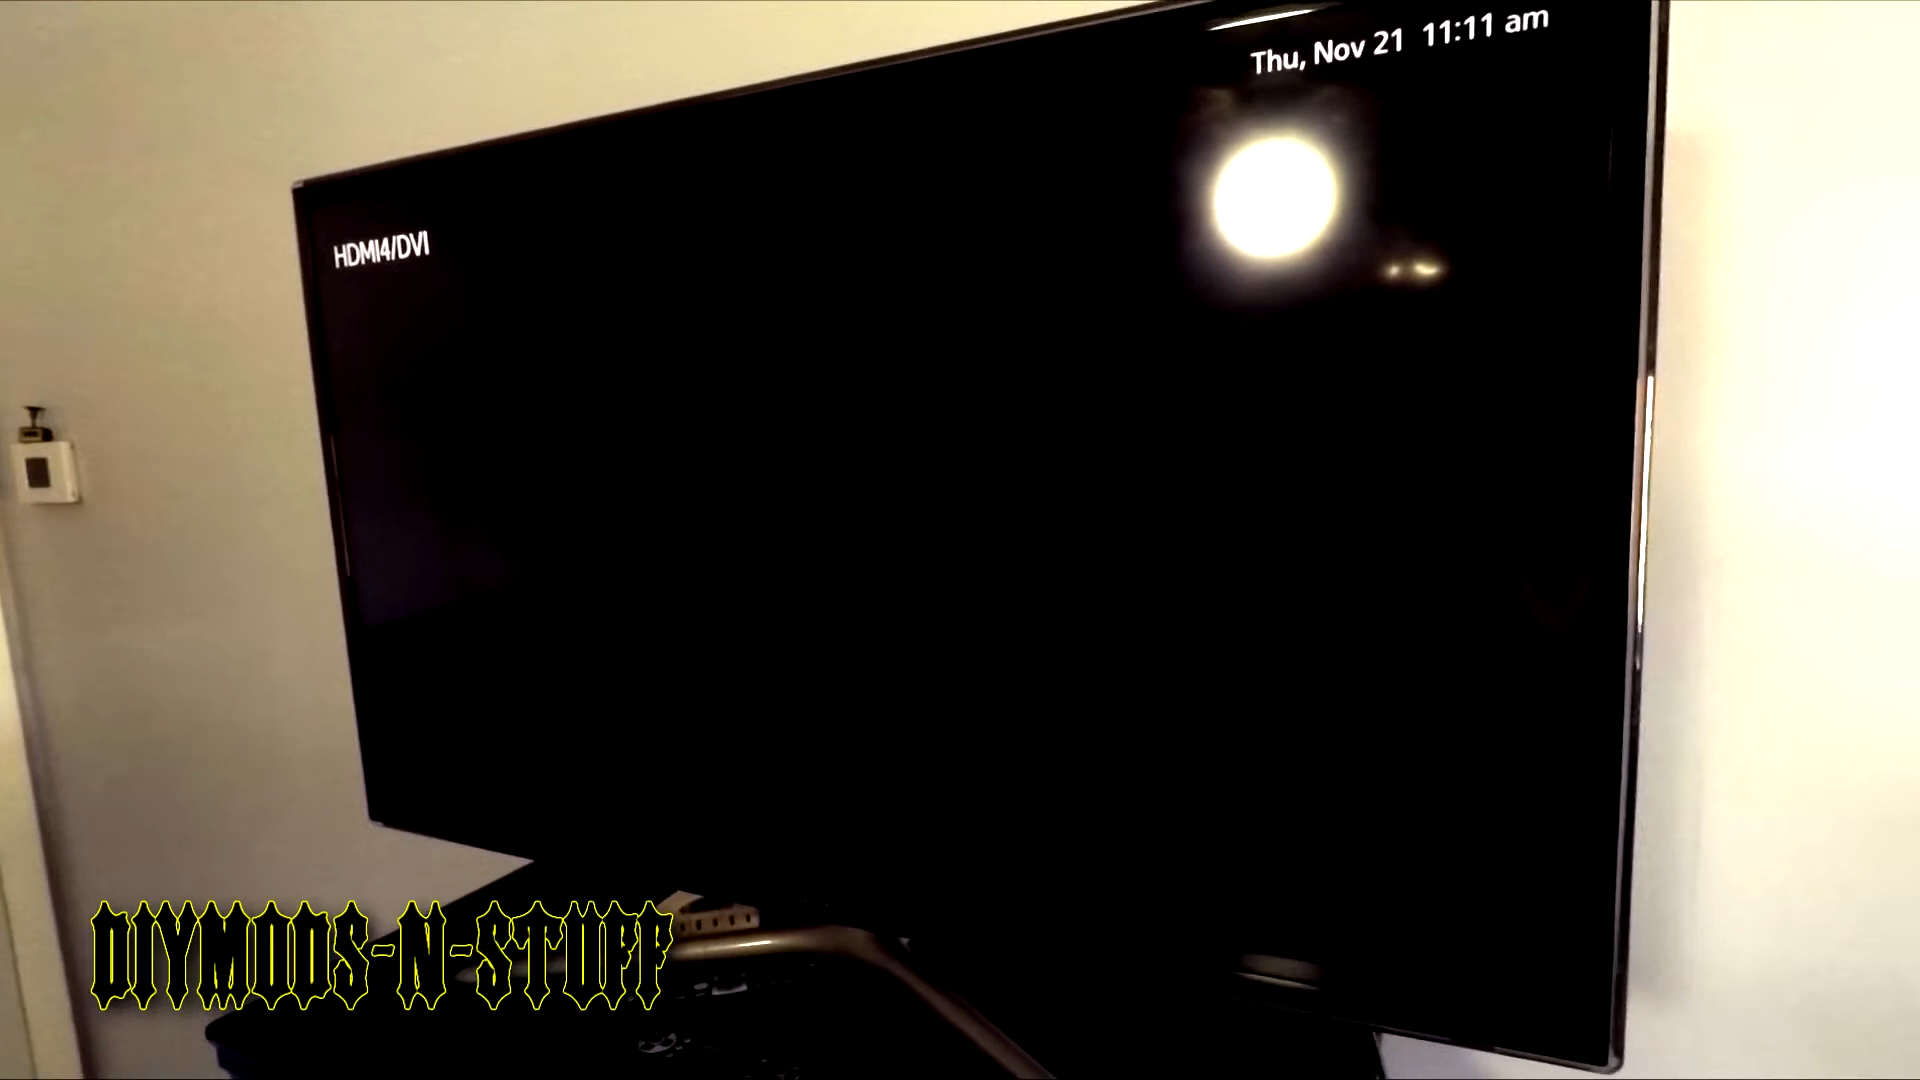 Thu, Nov 21 11:11 am
HDMI4/DVI
DIYMODS-N-STUFF